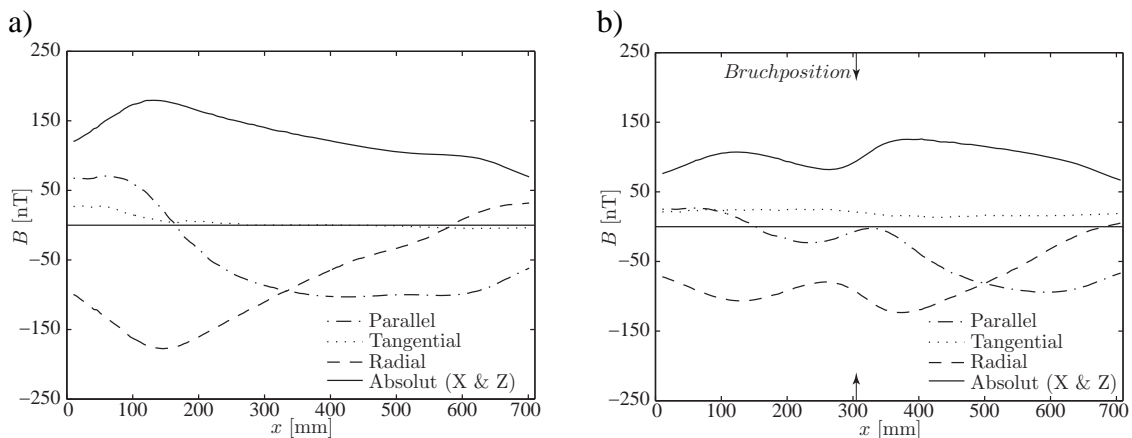 a)
250
150
50
−50
−150
−250
B [nT]
Parallel
Tangential
Radial
Absolut (X & Z)
0 100 200 300 400 500 600 700
x [mm]
b)
250
150
50
−50
−150
−250
B [nT]
Bruchposition
Parallel
Tangential
Radial
Absolut (X & Z)
0 100 200 300 400 500 600 700
x [mm]